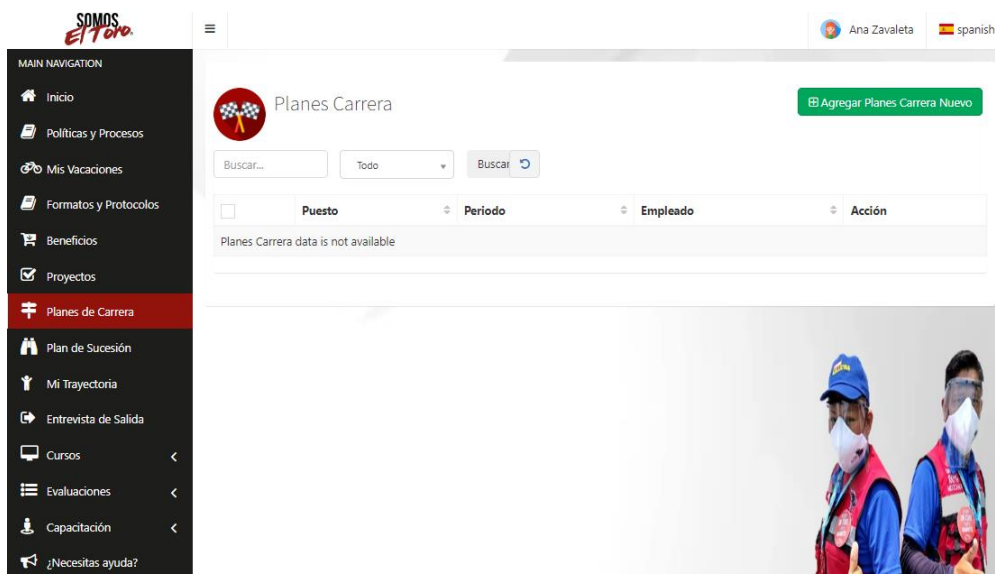 SOMOS
El Toro.
Ana Zavaleta
spanish
MAIN NAVIGATION
Inicio
Políticas y Procesos
Mis Vacaciones
Formatos y Protocolos
Beneficios
Proyectos
Planes de Carrera
Plan de Sucesión
Mi Trayectoria
Entrevista de Salida
Cursos
Evaluaciones
Capacitación
¿Necesitas ayuda?
Planes Carrera
Agregar Planes Carrera Nuevo
Buscar... Todo Buscar
Puesto Periodo Empleado Acción
Planes Carrera data is not available